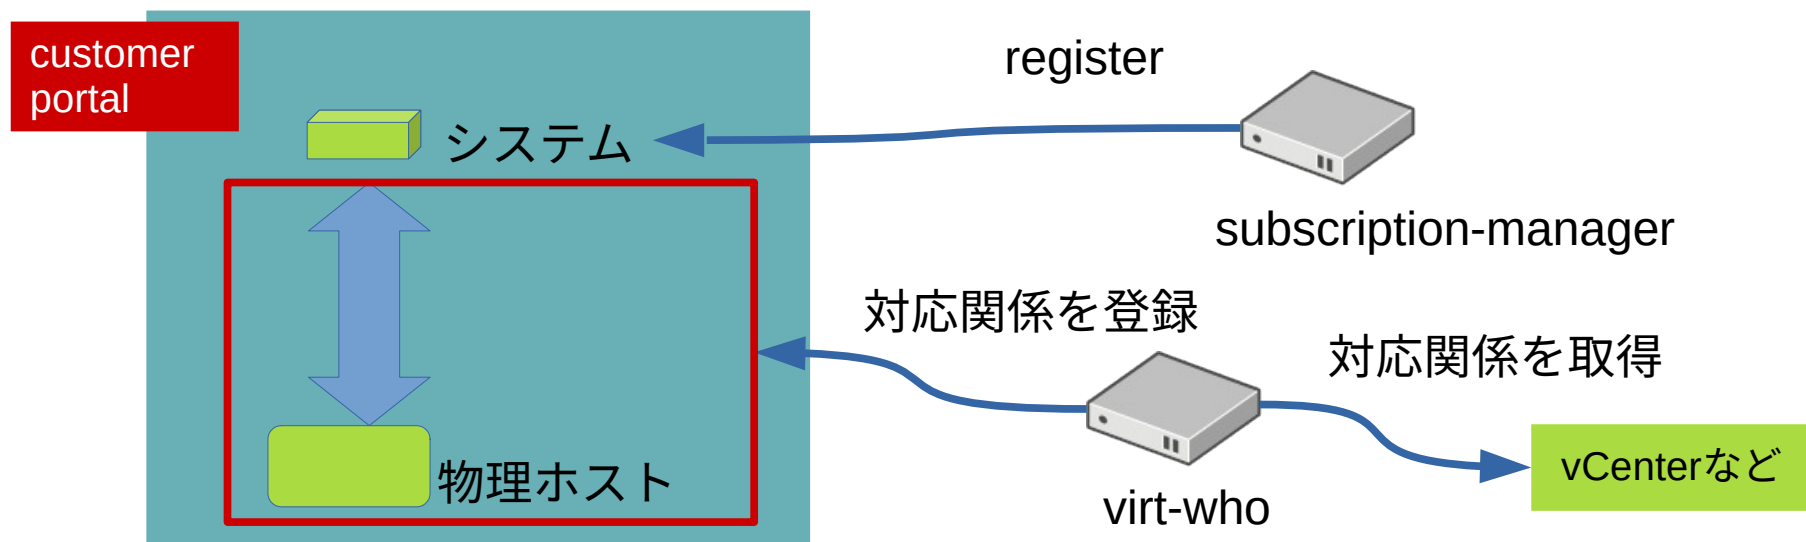 customer
portal
register
システム
subscription-manager
対応関係を登録
対応関係を取得
vCenterなど
物理ホスト
virt-who